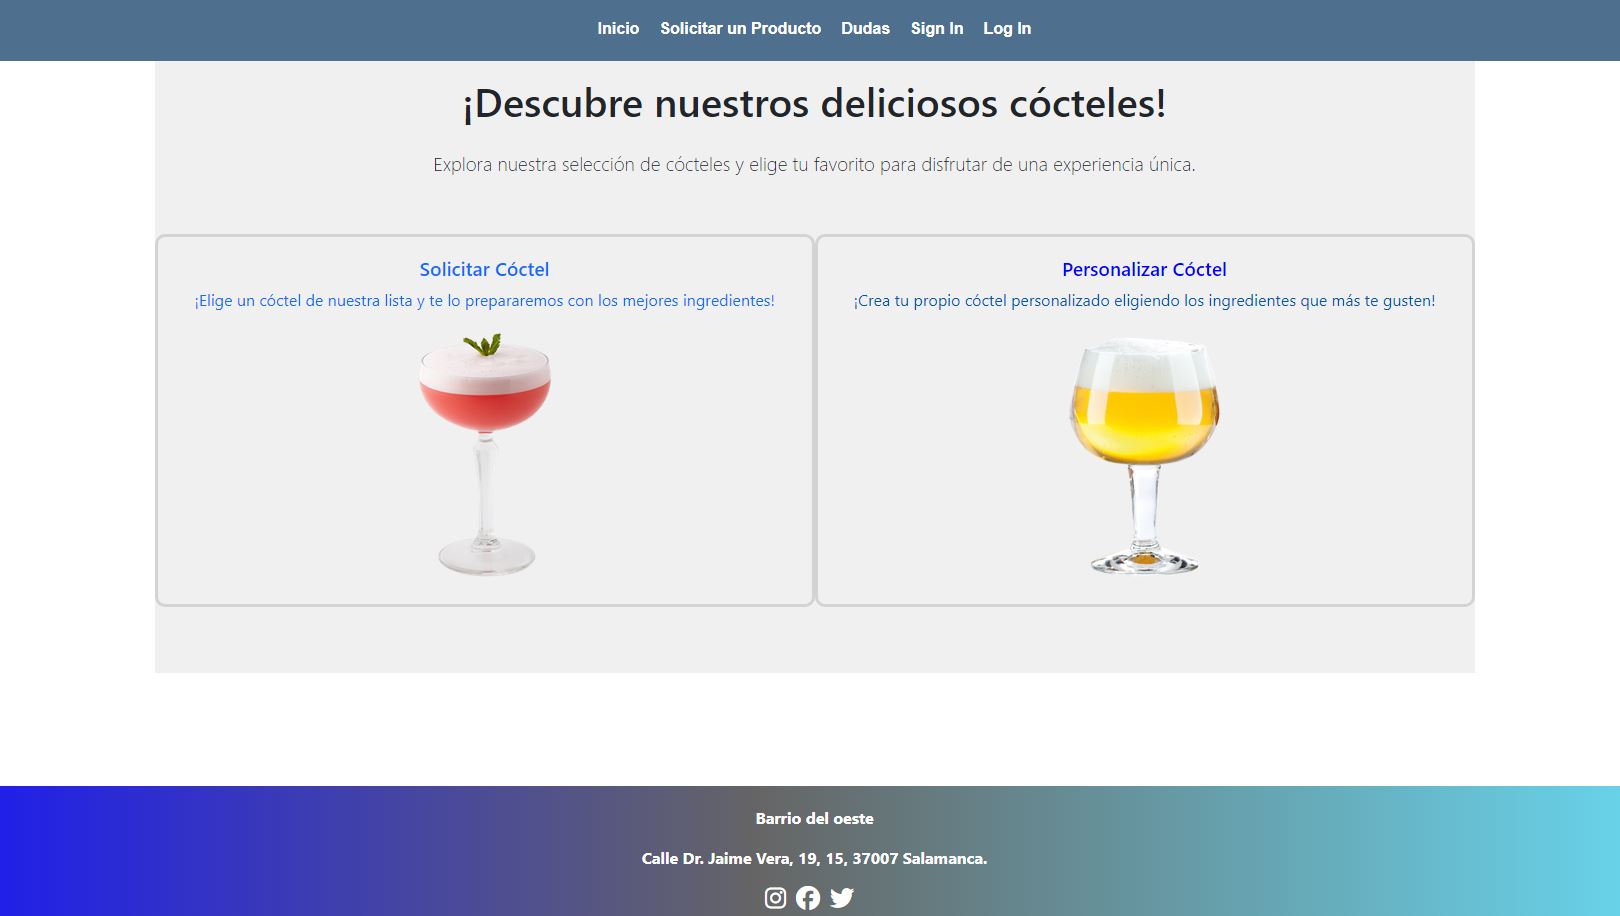 Inicio Solicitar un Producto Dudas Sign In Log In
¡Descubre nuestros deliciosos cócteles!
Explora nuestra selección de cócteles y elige tu favorito para disfrutar de una experiencia única.
Solicitar Cóctel
¡Elige un cóctel de nuestra lista y te lo prepararemos con los mejores ingredientes!
Personalizar Cóctel
¡Crea tu propio cóctel personalizado eligiendo los ingredientes que más te gusten!
Barrio del oeste
Calle Dr. Jaime Vera, 19, 15, 37007 Salamanca.